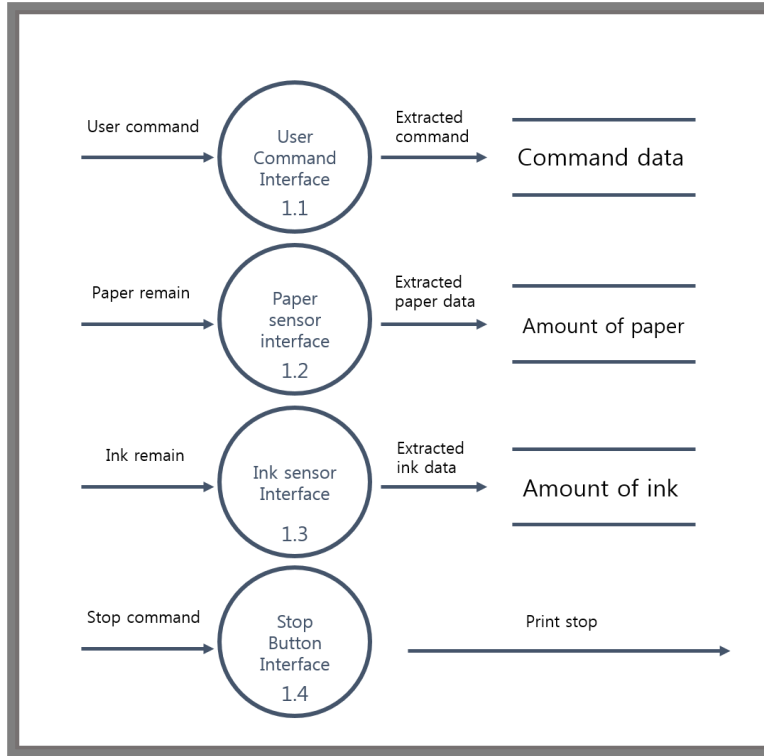 User command
User
Command
Interface
1.1
Extracted
command
Command data
Paper remain
Paper
sensor
interface
1.2
Extracted
paper data
Amount of paper
Ink remain
Ink sensor
Interface
1.3
Extracted
ink data
Amount of ink
Stop command
Stop
Button
Interface
1.4
Print stop